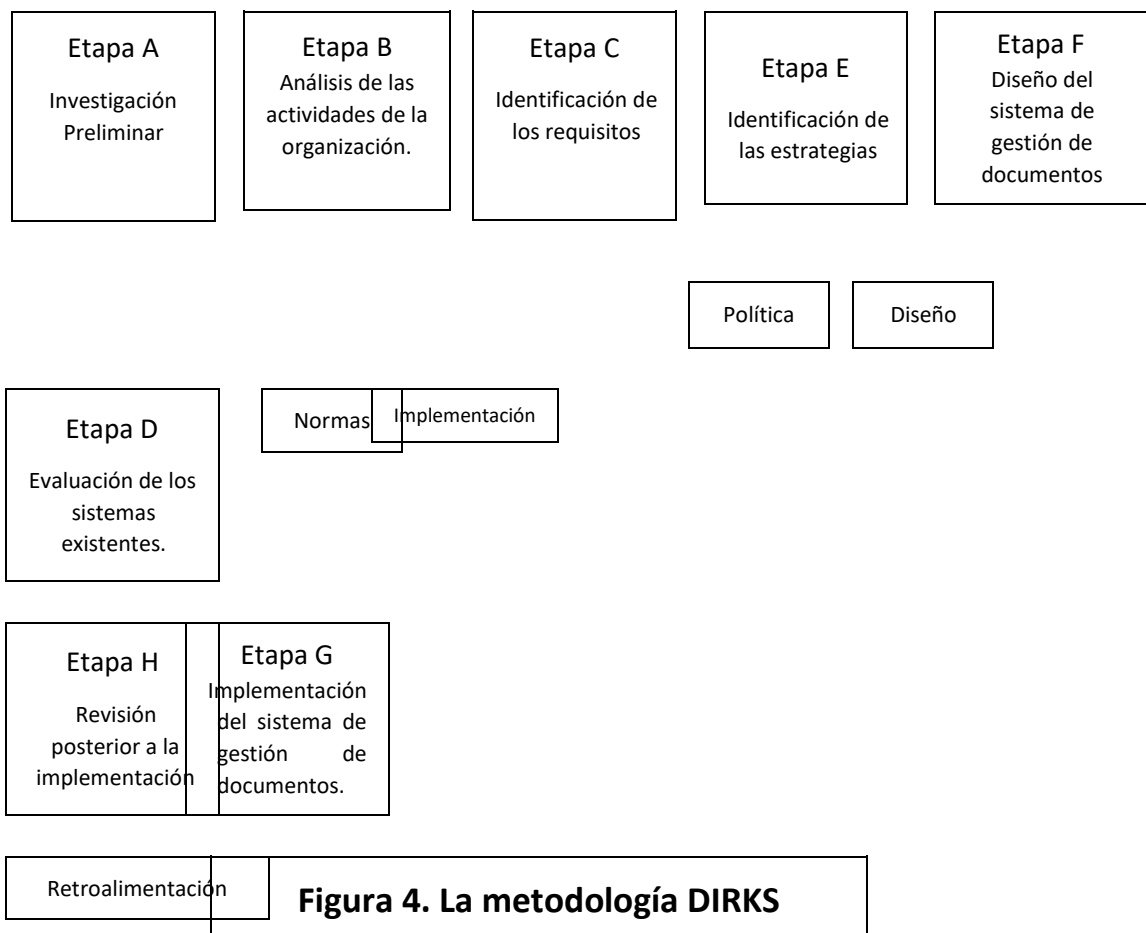 Etapa A
Investigación
Preliminar
Etapa B
Análisis de las
actividades de la
organización.
Etapa C
Identificación de
los requisitos
Etapa E
Identificación de
las estrategias
Etapa F
Diseño del
sistema de
gestión de
documentos
Política
Diseño
Etapa D
Evaluación de los
sistemas
existentes.
Normas
Implementación
Etapa H
Revisión
posterior a la
implementación
Etapa G
Implementación
del sistema de
gestión de
documentos.
Retroalimentación
Figura 4. La metodología DIRKS